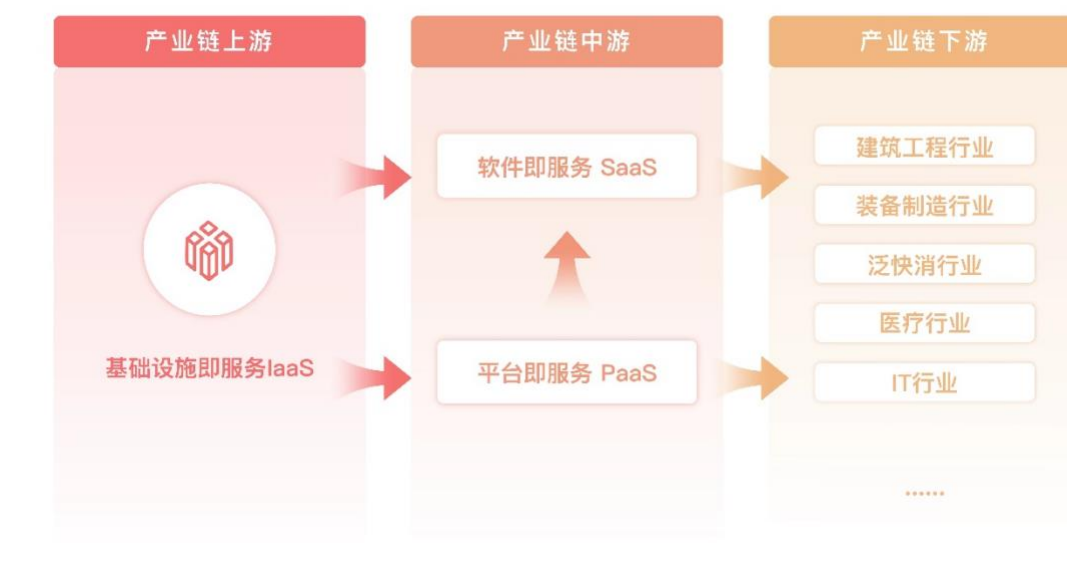 产业链上游
基础设施即服务IaaS
产业链中游
软件即服务 SaaS
平台即服务 PaaS
产业链下游
建筑工程行业
装备制造行业
泛快消行业
医疗行业
IT行业
......